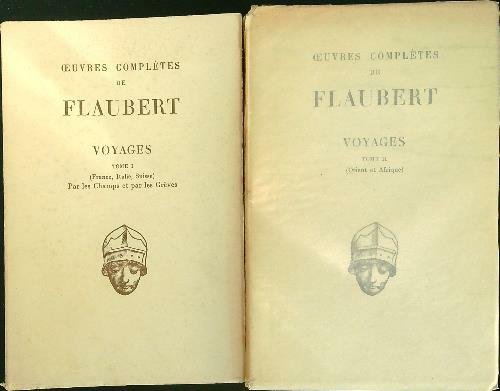 ŒUVRES COMPLÈTES
DE
FLAUBERT
VOYAGES
TOME I
(France, Italie, Suisse)
Par les Champs et par les Grèves
ŒUVRES COMPLÈTES
DE
FLAUBERT
VOYAGES
TOME II
(Orient et Afrique)